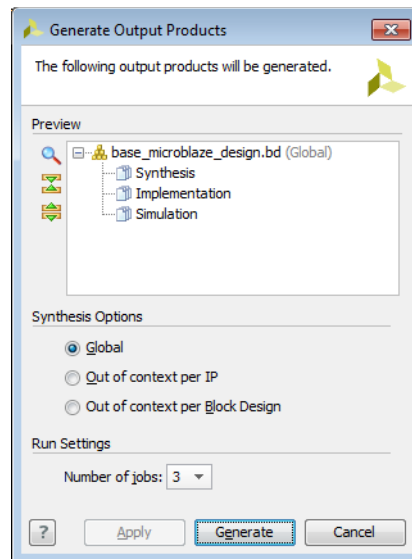 Generate Output Products
The following output products will be generated.
Preview
base_microblaze_design.bd (Global)
Synthesis
Implementation
Simulation
Synthesis Options
Global
Out of context per IP
Out of context per Block Design
Run Settings
Number of jobs: 3
? Apply Generate Cancel